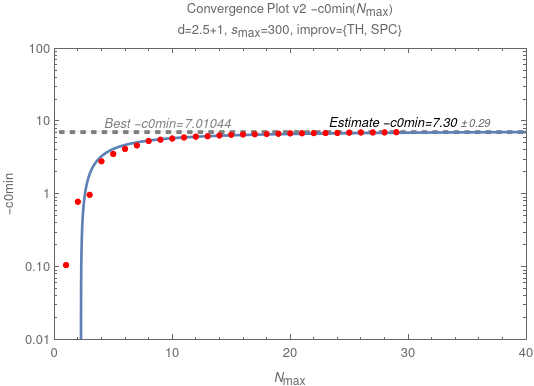 Convergence Plot v2 −c0min(Nmax)
d=2.5+1, smax=300, improv={TH, SPC}
100
10
1
0.10
0.01
−c0min
Best −c0min=7.01044
Estimate −c0min=7.30 ±0.29
0 10 20 30 40
Nmax